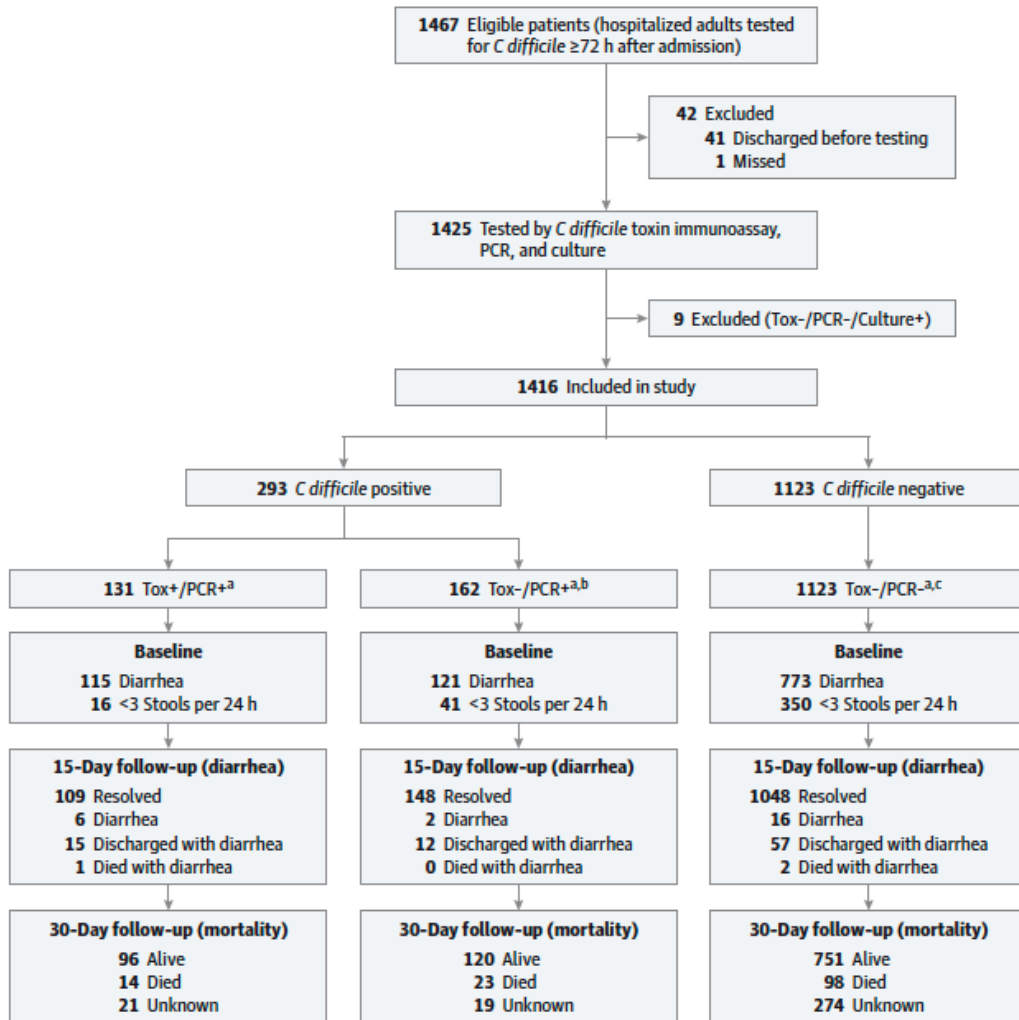 1467 Eligible patients (hospitalized adults tested
for C difficile ≥72 h after admission)
42 Excluded
41 Discharged before testing
1 Missed
1425 Tested by C difficile toxin immunoassay,
PCR, and culture
9 Excluded (Tox-/PCR-/Culture+)
1416 Included in study
293 C difficile positive
1123 C difficile negative
131 Tox+/PCR+a
162 Tox-/PCR+a,b
1123 Tox-/PCR-a,c
Baseline
115 Diarrhea
16 <3 Stools per 24 h
Baseline
121 Diarrhea
41 <3 Stools per 24 h
Baseline
773 Diarrhea
350 <3 Stools per 24 h
15-Day follow-up (diarrhea)
109 Resolved
6 Diarrhea
15 Discharged with diarrhea
1 Died with diarrhea
15-Day follow-up (diarrhea)
148 Resolved
2 Diarrhea
12 Discharged with diarrhea
0 Died with diarrhea
15-Day follow-up (diarrhea)
1048 Resolved
16 Diarrhea
57 Discharged with diarrhea
2 Died with diarrhea
30-Day follow-up (mortality)
96 Alive
14 Died
21 Unknown
30-Day follow-up (mortality)
120 Alive
23 Died
19 Unknown
30-Day follow-up (mortality)
751 Alive
98 Died
274 Unknown